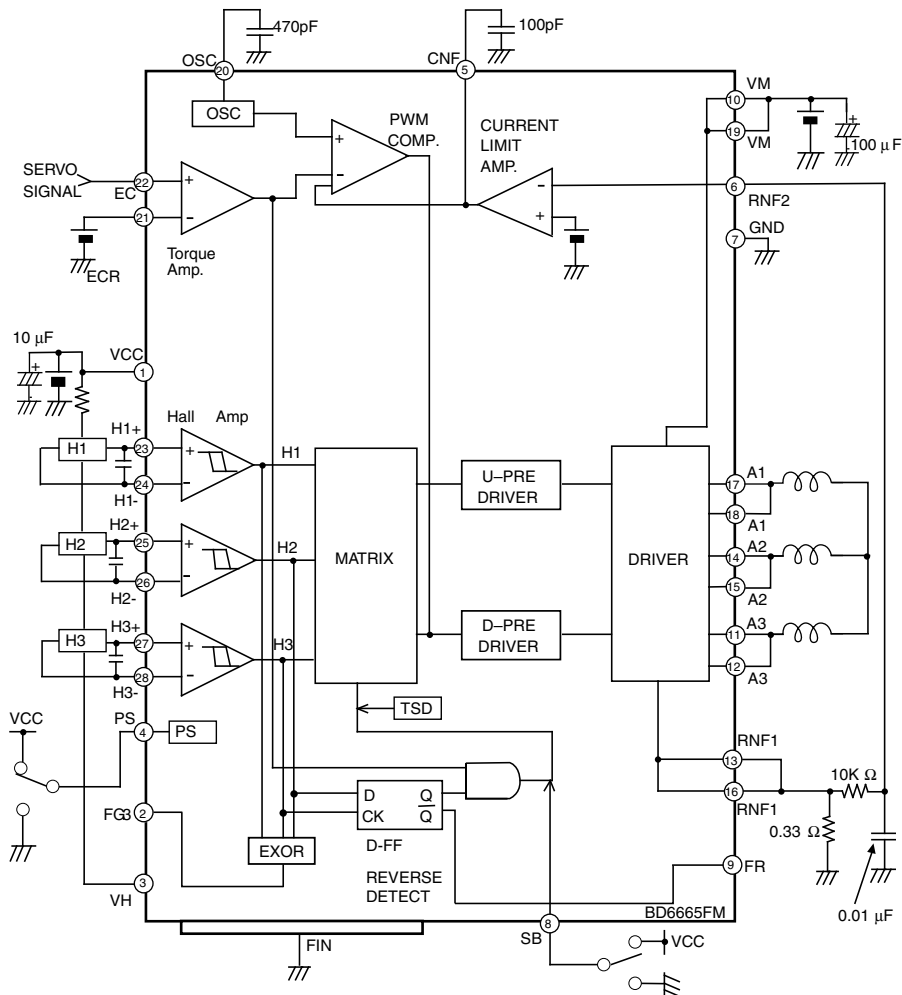 470pF
100pF
OSC
20
CNF
5
VM
10
OSC
PWM
COMP.
CURRENT
LIMIT
AMP.
19
VM
+
100 µF
-
SERVO
SIGNAL
EC
22
+
+
-
-
+
6
RNF2
21
-
7
GND
ECR
Torque
Amp.
10 µF
VCC
1
+
-
Hall Amp
H1+
H1
23
+
H1
24
-
H1-
U–PRE
DRIVER
17
A1
18
A1
H2+
H2
25
+
H2
26
-
H2-
MATRIX
DRIVER
14
A2
15
A2
H3+
H3
27
+
H3
28
-
H3-
D–PRE
DRIVER
11
A3
12
A3
TSD
VCC
PS
4
PS
RNF1
13
10K Ω
16
RNF1
0.33 Ω
FG3
2
D
Q
CK
Q
D-FF
EXOR
REVERSE
DETECT
9
FR
VH
3
0.01 µF
BD6665FM
FIN
SB
8
VCC